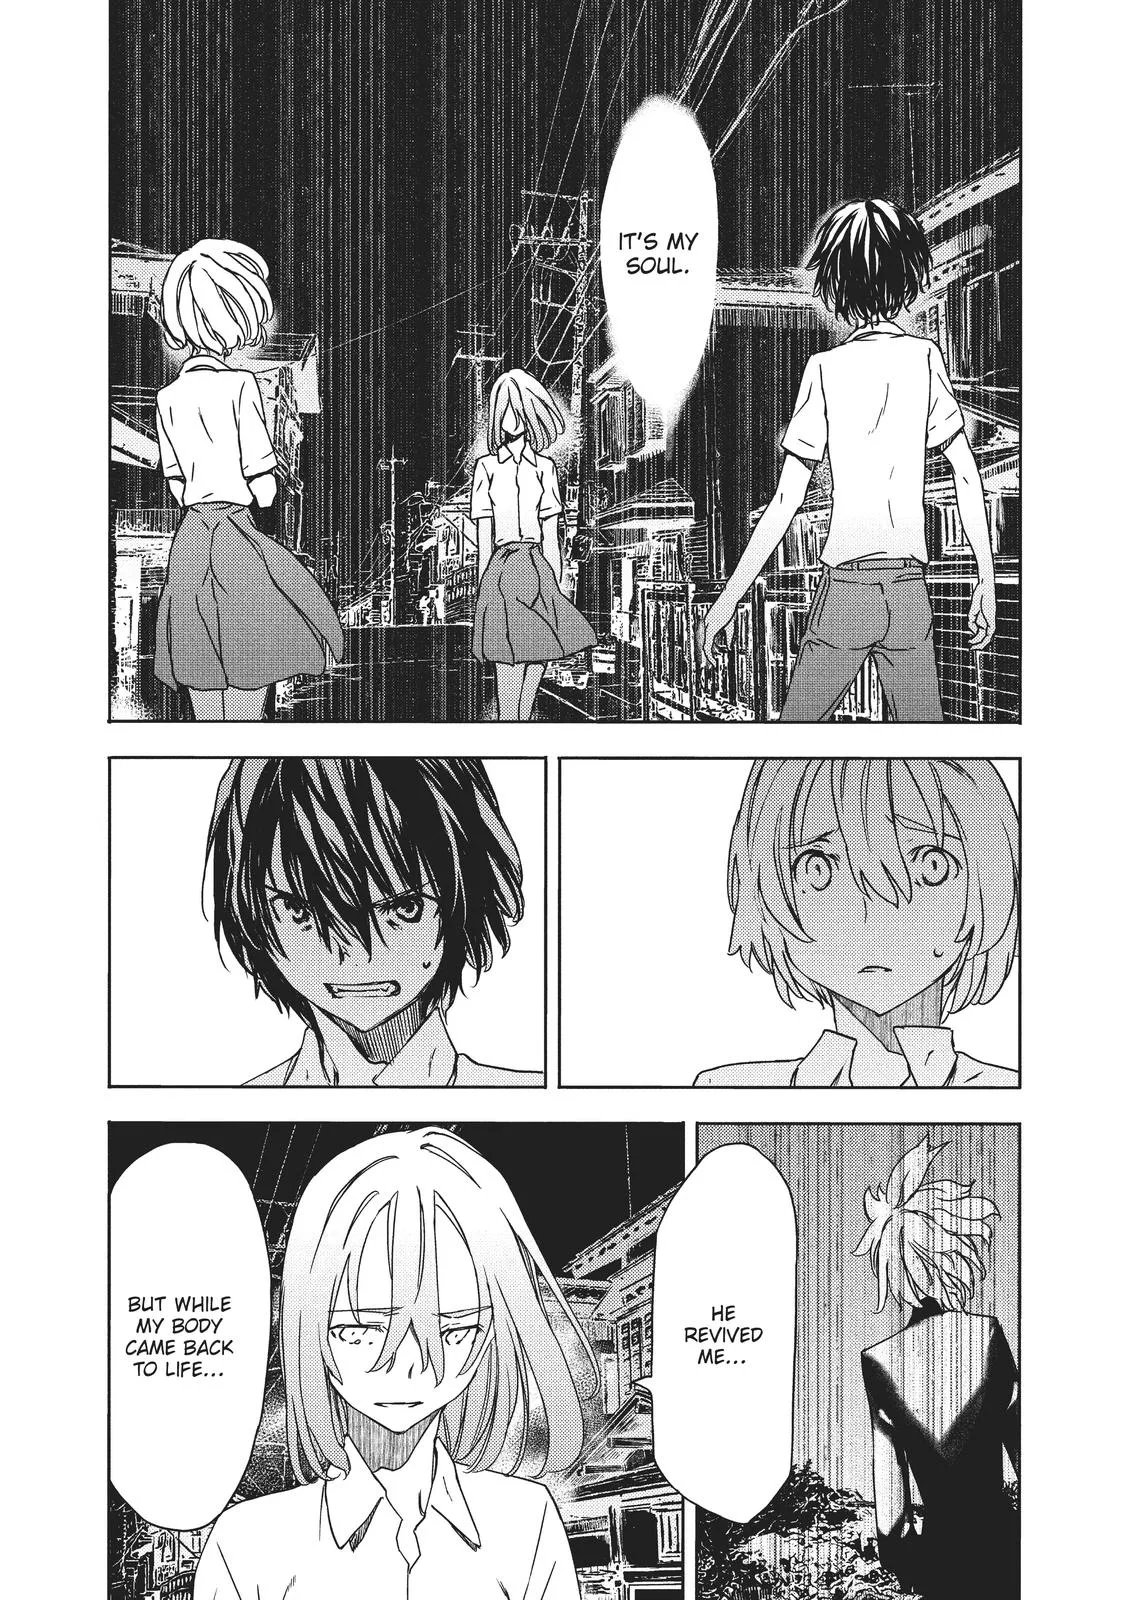 IT'S MY
SOUL.
HE
REVIVED
ME...
BUT WHILE
MY BODY
CAME BACK
TO LIFE...